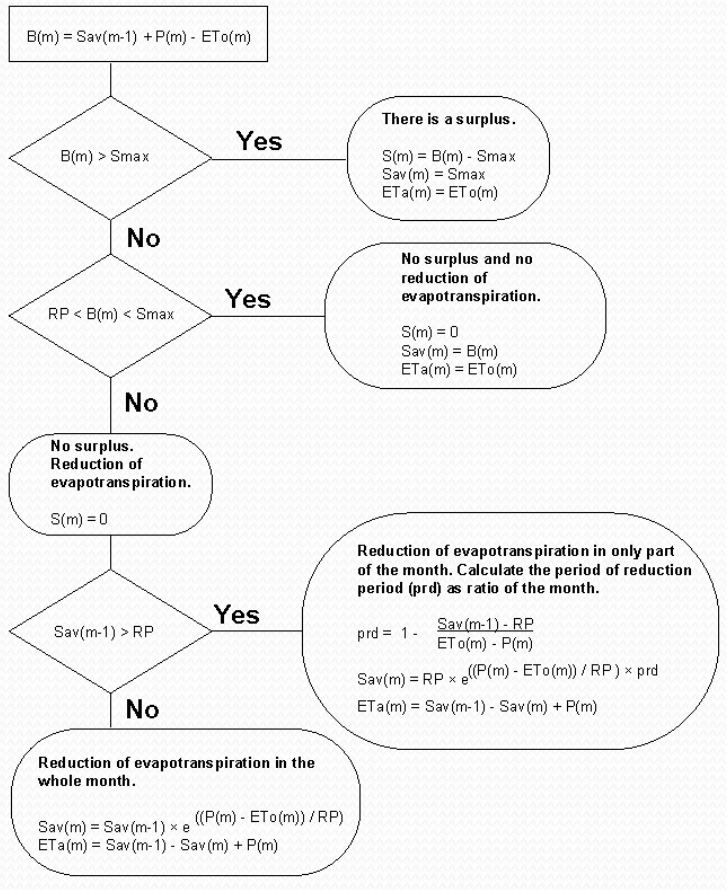 B(m) = Sav(m-1) + P(m) - ETo(m)
B(m) > Smax
Yes
There is a surplus.
S(m) = B(m) - Smax
Sav(m) = Smax
ETa(m) = ETo(m)
No
RP < B(m) < Smax
Yes
No surplus and no
reduction of
evapotranspiration.
S(m) = 0
Sav(m) = B(m)
ETa(m) = ETo(m)
No
No surplus.
Reduction of
evapotranspiration.
S(m) = 0
Sav(m-1) > RP
Yes
Reduction of evapotranspiration in only part
of the month. Calculate the period of reduction
period (prd) as ratio of the month.
prd = 1 - Sav(m-1) - RP
ETo(m) - P(m)
Sav(m) = RP × e((P(m) - ETo(m)) / RP ) × prd
ETa(m) = Sav(m-1) - Sav(m) + P(m)
No
Reduction of evapotranspiration in the
whole month.
Sav(m) = Sav(m-1) × e ((P(m) - ETo(m)) / RP)
ETa(m) = Sav(m-1) - Sav(m) + P(m)